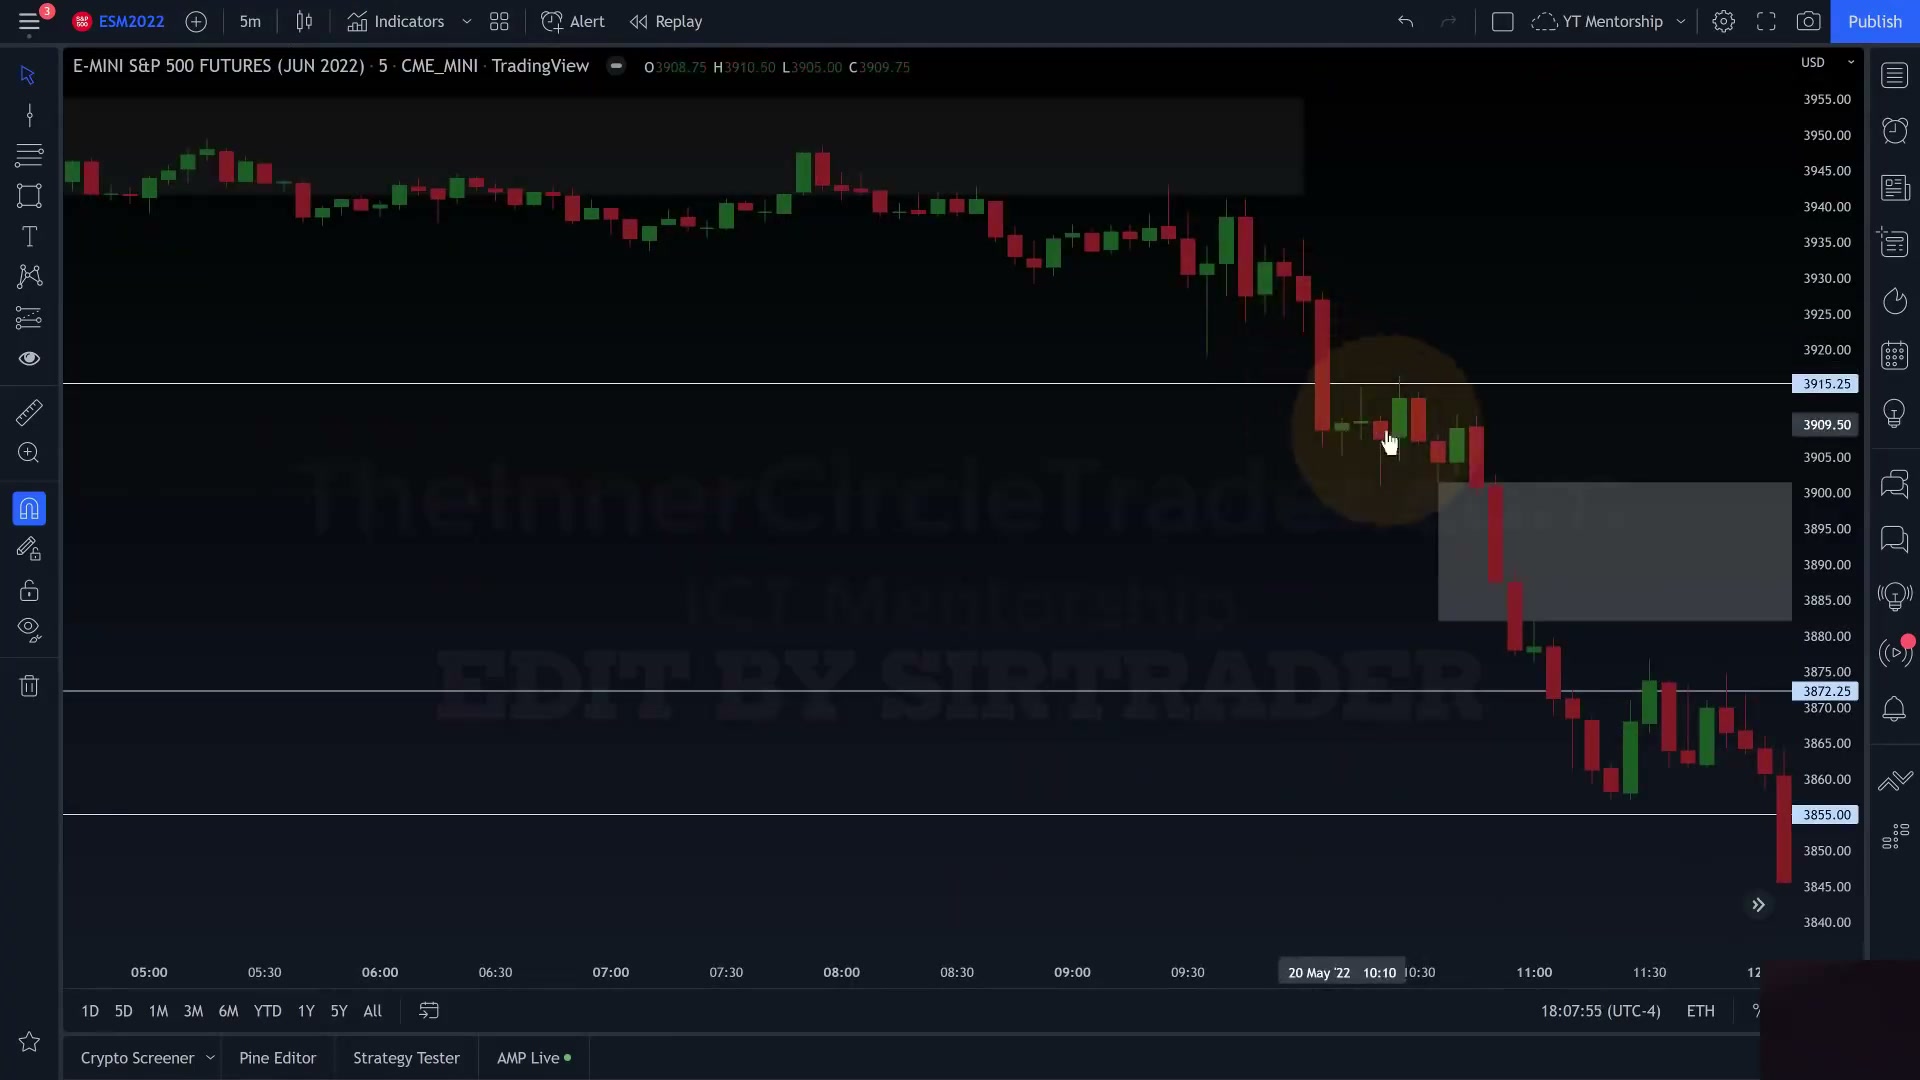 3
S&P 500
ESM2022
5m
Indicators
Alert
Replay
YT Mentorship
Publish
E-MINI S&P 500 FUTURES (JUN 2022) · 5 · CME_MINI · TradingView
O3908.75 H3910.50 L3905.00 C3909.75
USD
3955.00
3950.00
3945.00
3940.00
3935.00
3930.00
3925.00
3920.00
3915.25
3909.50
3905.00
3900.00
3895.00
3890.00
3885.00
3880.00
3875.00
3872.25
3870.00
3865.00
3860.00
3855.00
3850.00
3845.00
3840.00
TheInnerCircleTrader
ICT Mentorship
EDIT BY SIRTRADER
05:00
05:30
06:00
06:30
07:00
07:30
08:00
08:30
09:00
09:30
20 May '22 10:10
10:30
11:00
11:30
1D 5D 1M 3M 6M YTD 1Y 5Y All
18:07:55 (UTC-4)
ETH
%
Crypto Screener
Pine Editor
Strategy Tester
AMP Live